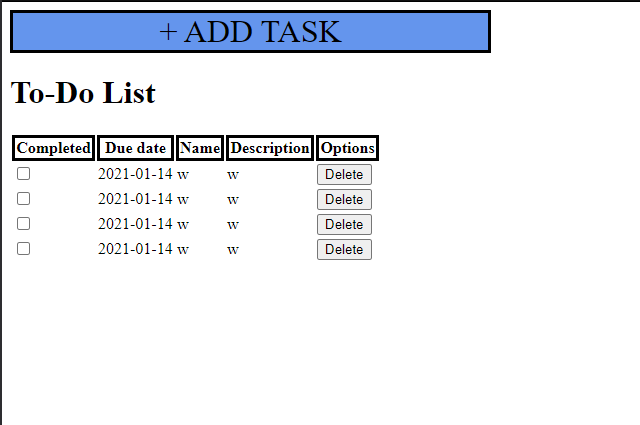 + ADD TASK
To-Do List
Completed Due date Name Description Options
2021-01-14 w w Delete
2021-01-14 w w Delete
2021-01-14 w w Delete
2021-01-14 w w Delete